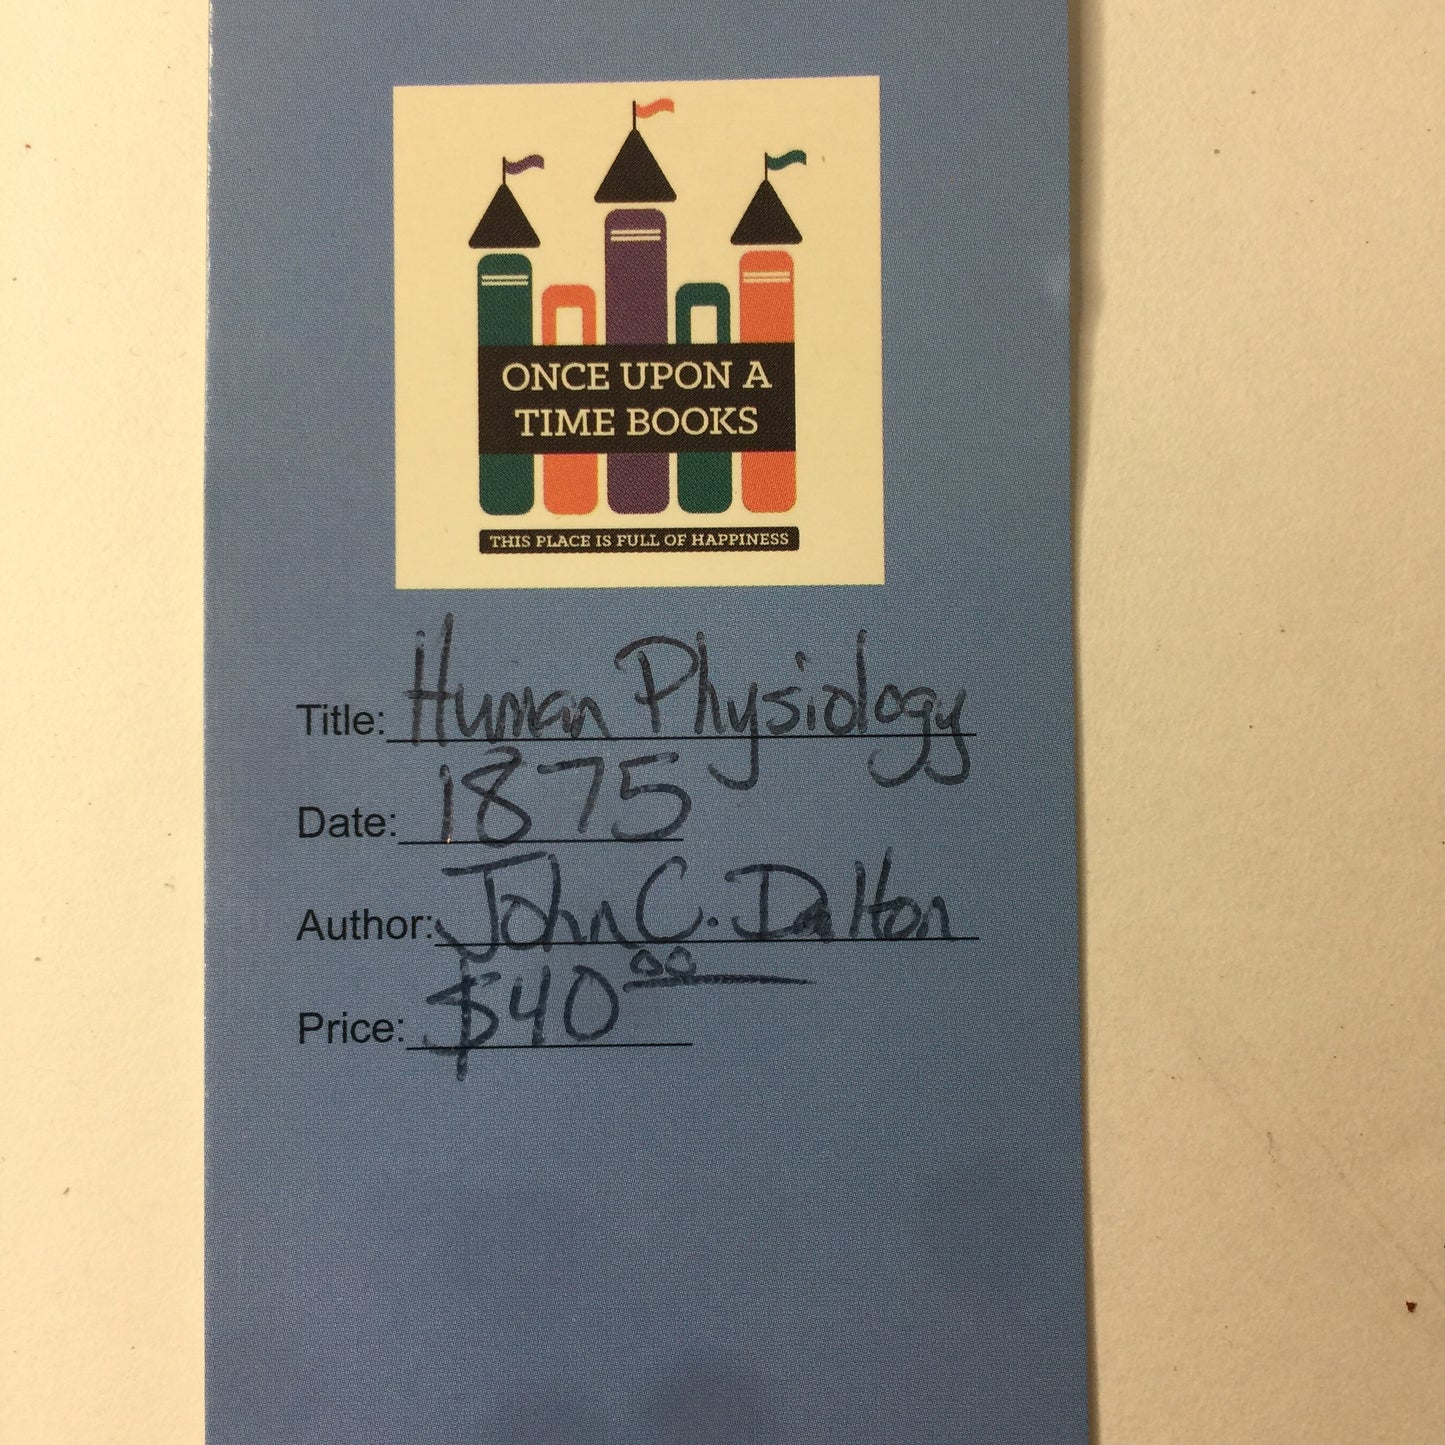 ONCE UPON A
TIME BOOKS
THIS PLACE IS FULL OF HAPPINESS
Title: Human Physiology
Date: 1875
Author: John C. Dalton
Price: $40.00